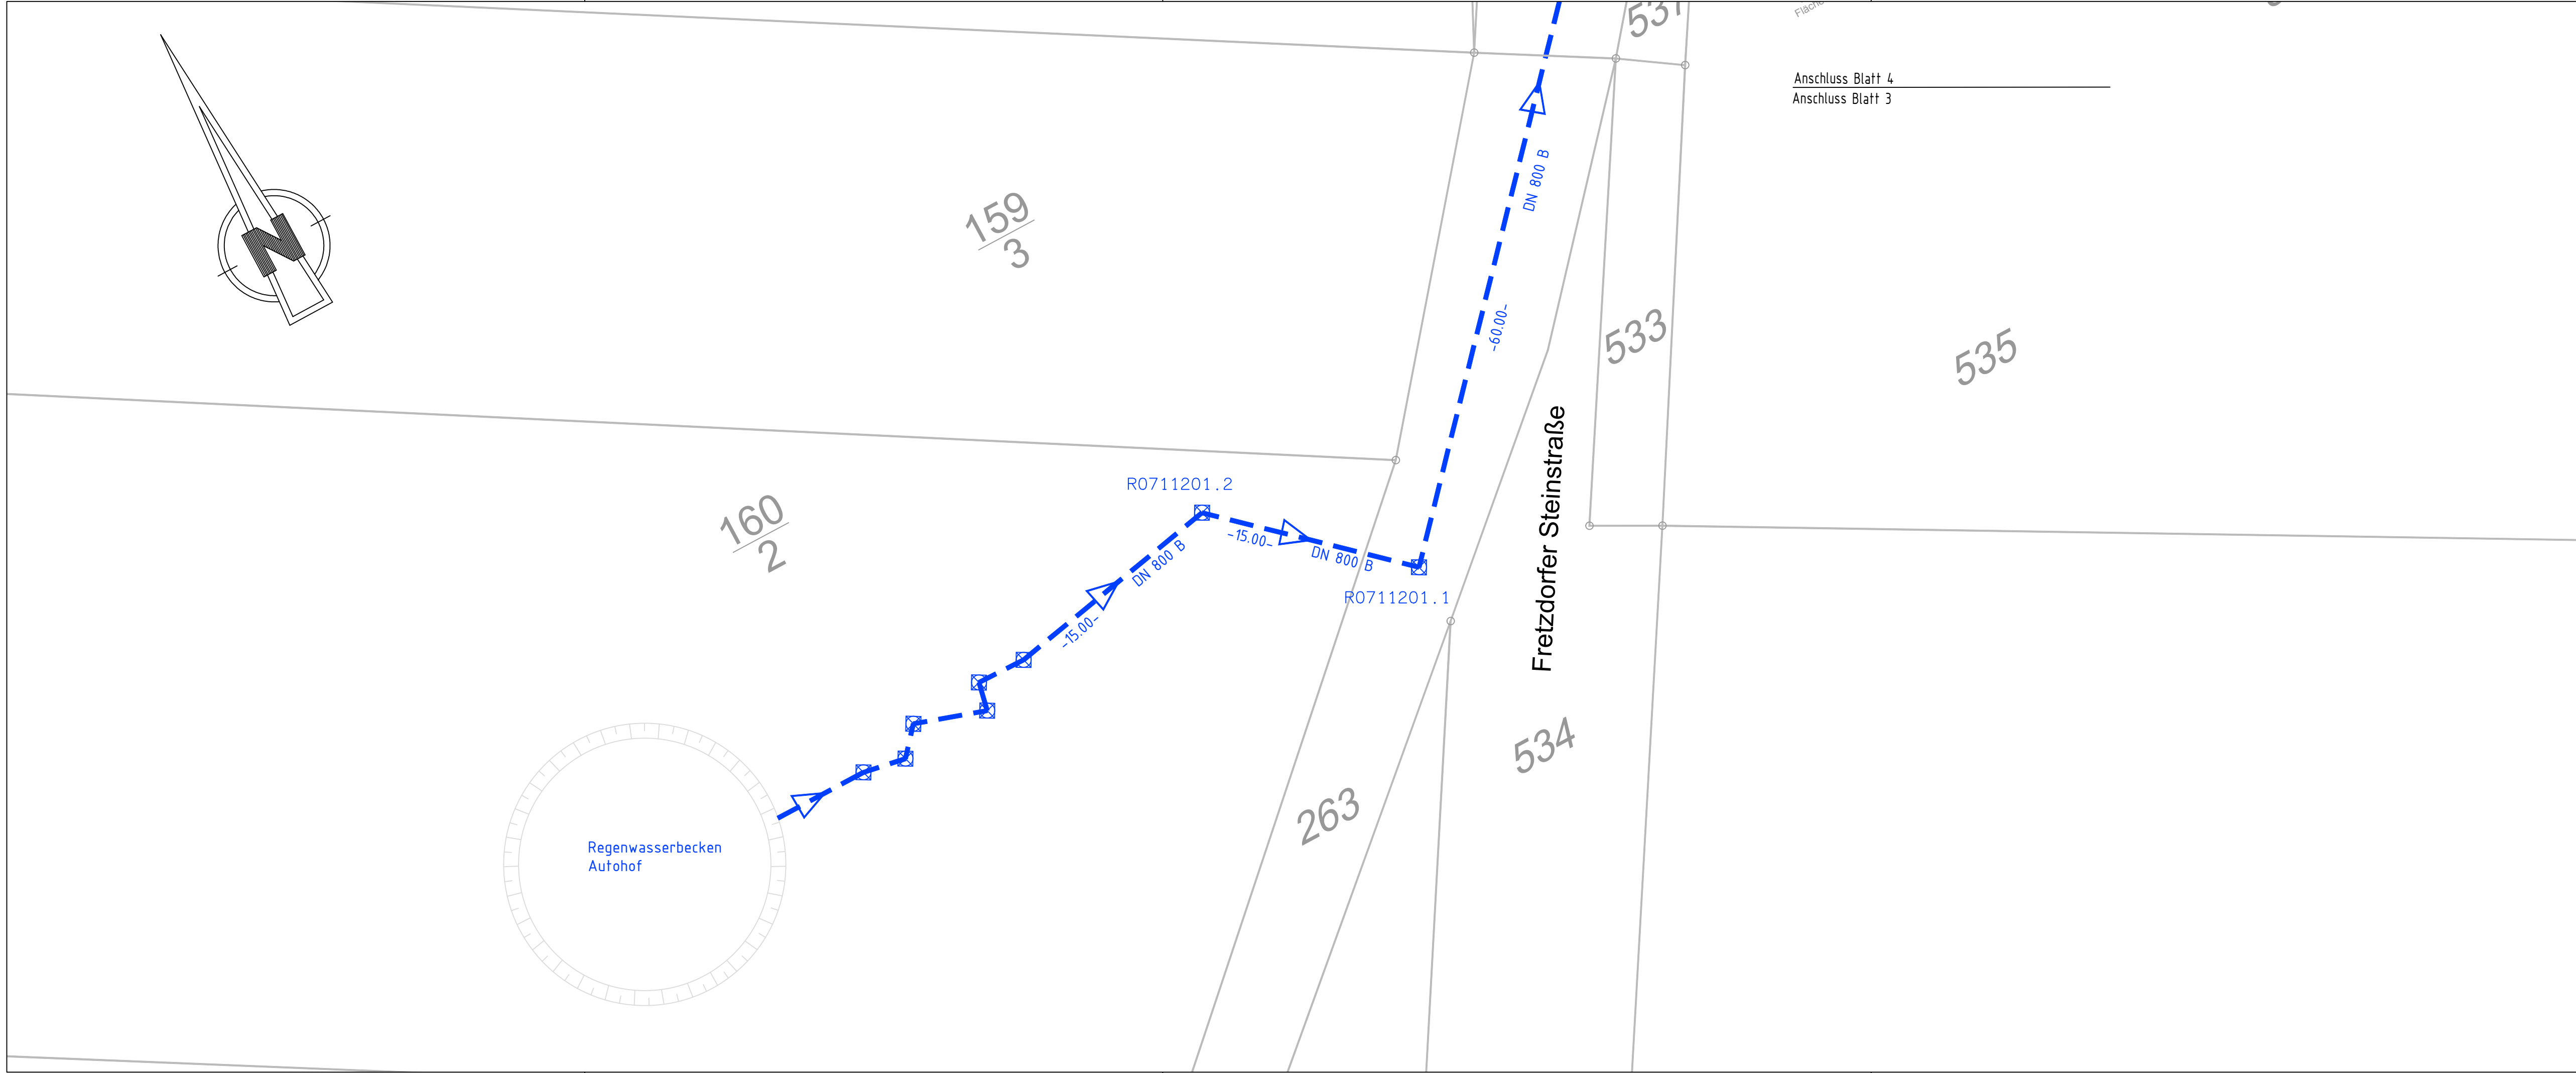 537
Anschluss Blatt 4
Anschluss Blatt 3
N
159
3
DN 800 B
-60.00-
533
535
Fretzdorfer Steinstraße
160
2
R0711201.2
-15.00-
DN 800 B
R0711201.1
DN 800 B
-15.00-
534
263
Regenwasserbecken
Autohof